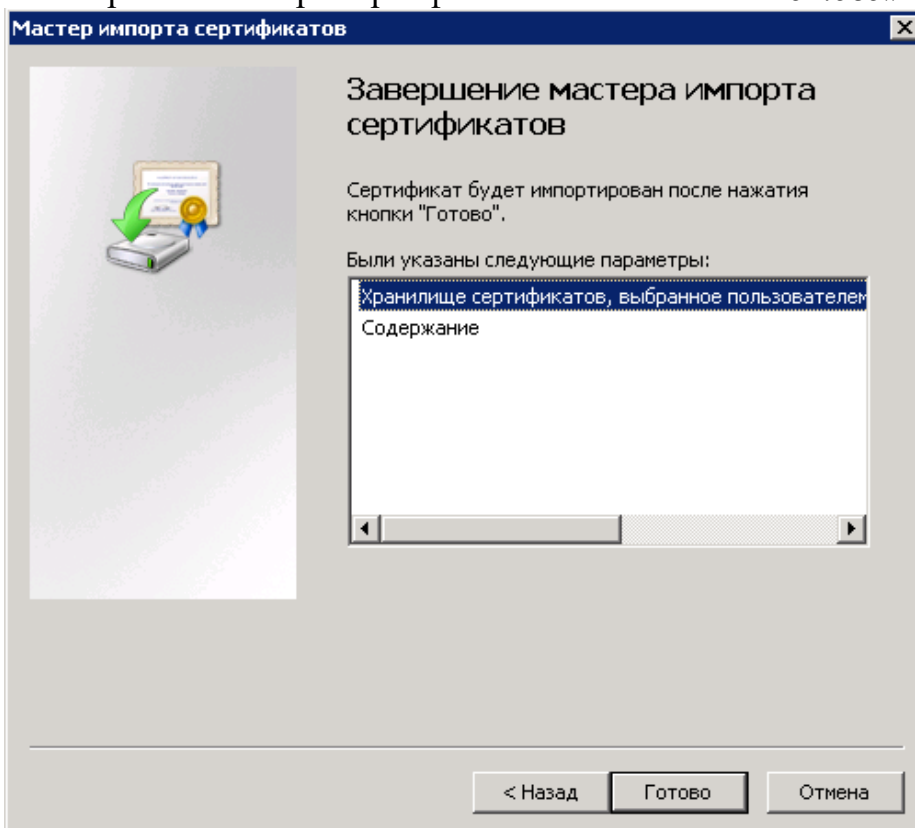 Мастер импорта сертификатов
Завершение мастера импорта
сертификатов
Сертификат будет импортирован после нажатия
кнопки "Готово".
Были указаны следующие параметры:
Хранилище сертификатов, выбранное пользователем
Содержание
< Назад
Готово
Отмена